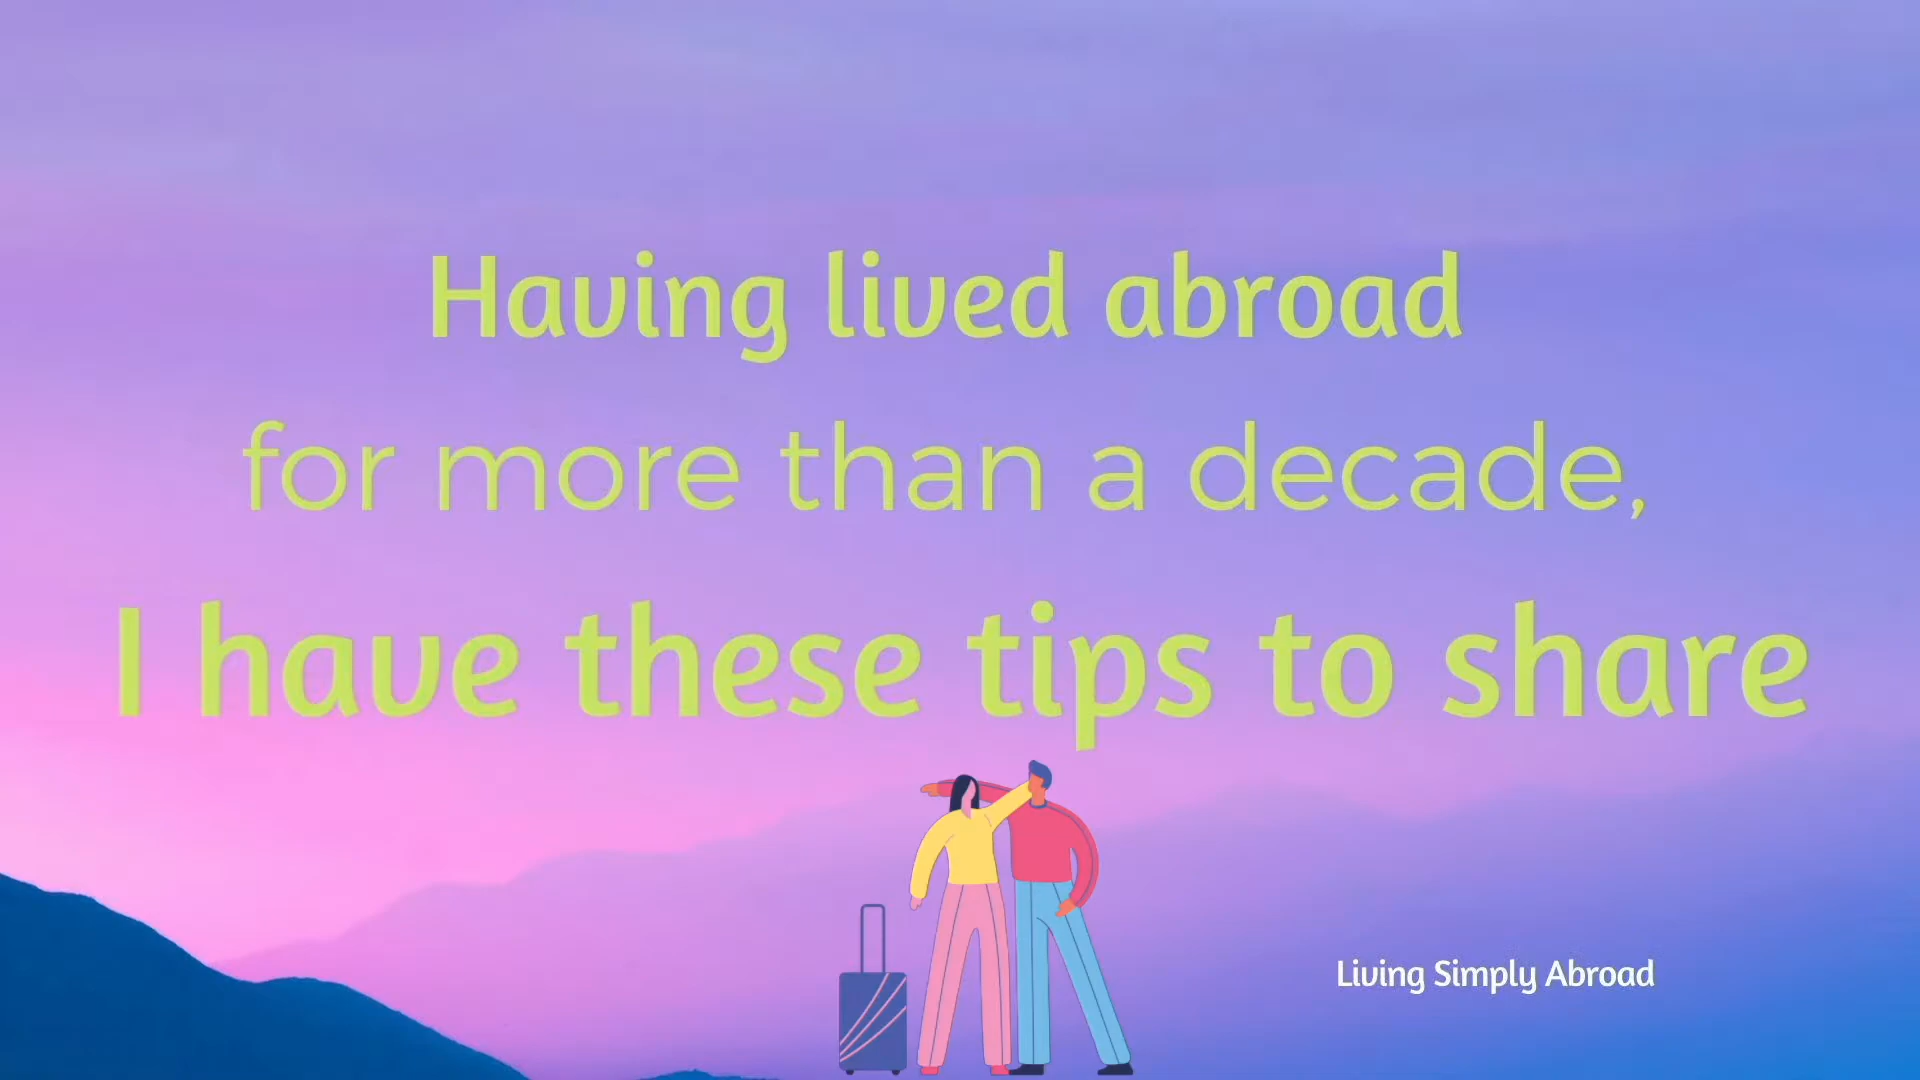 Having lived abroad
for more than a decade,
I have these tips to share
Living Simply Abroad